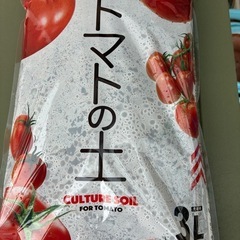 トマトの土
CULTURE SOIL
FOR TOMATO
3L